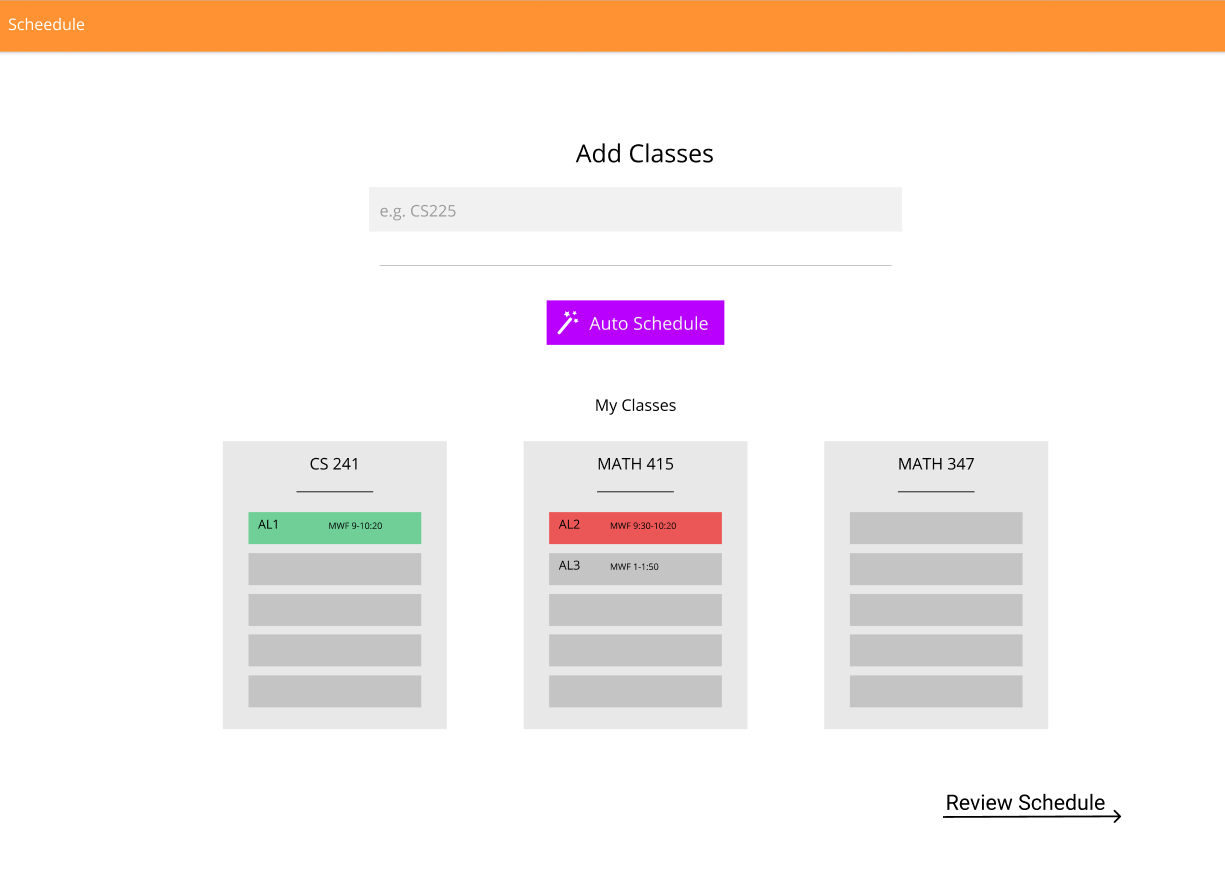 Scheedule
Add Classes
e.g. CS225
Auto Schedule
My Classes
CS 241
AL1 MWF 9-10:20
MATH 415
AL2 MWF 9:30-10:20
AL3 MWF 1-1:50
MATH 347
Review Schedule